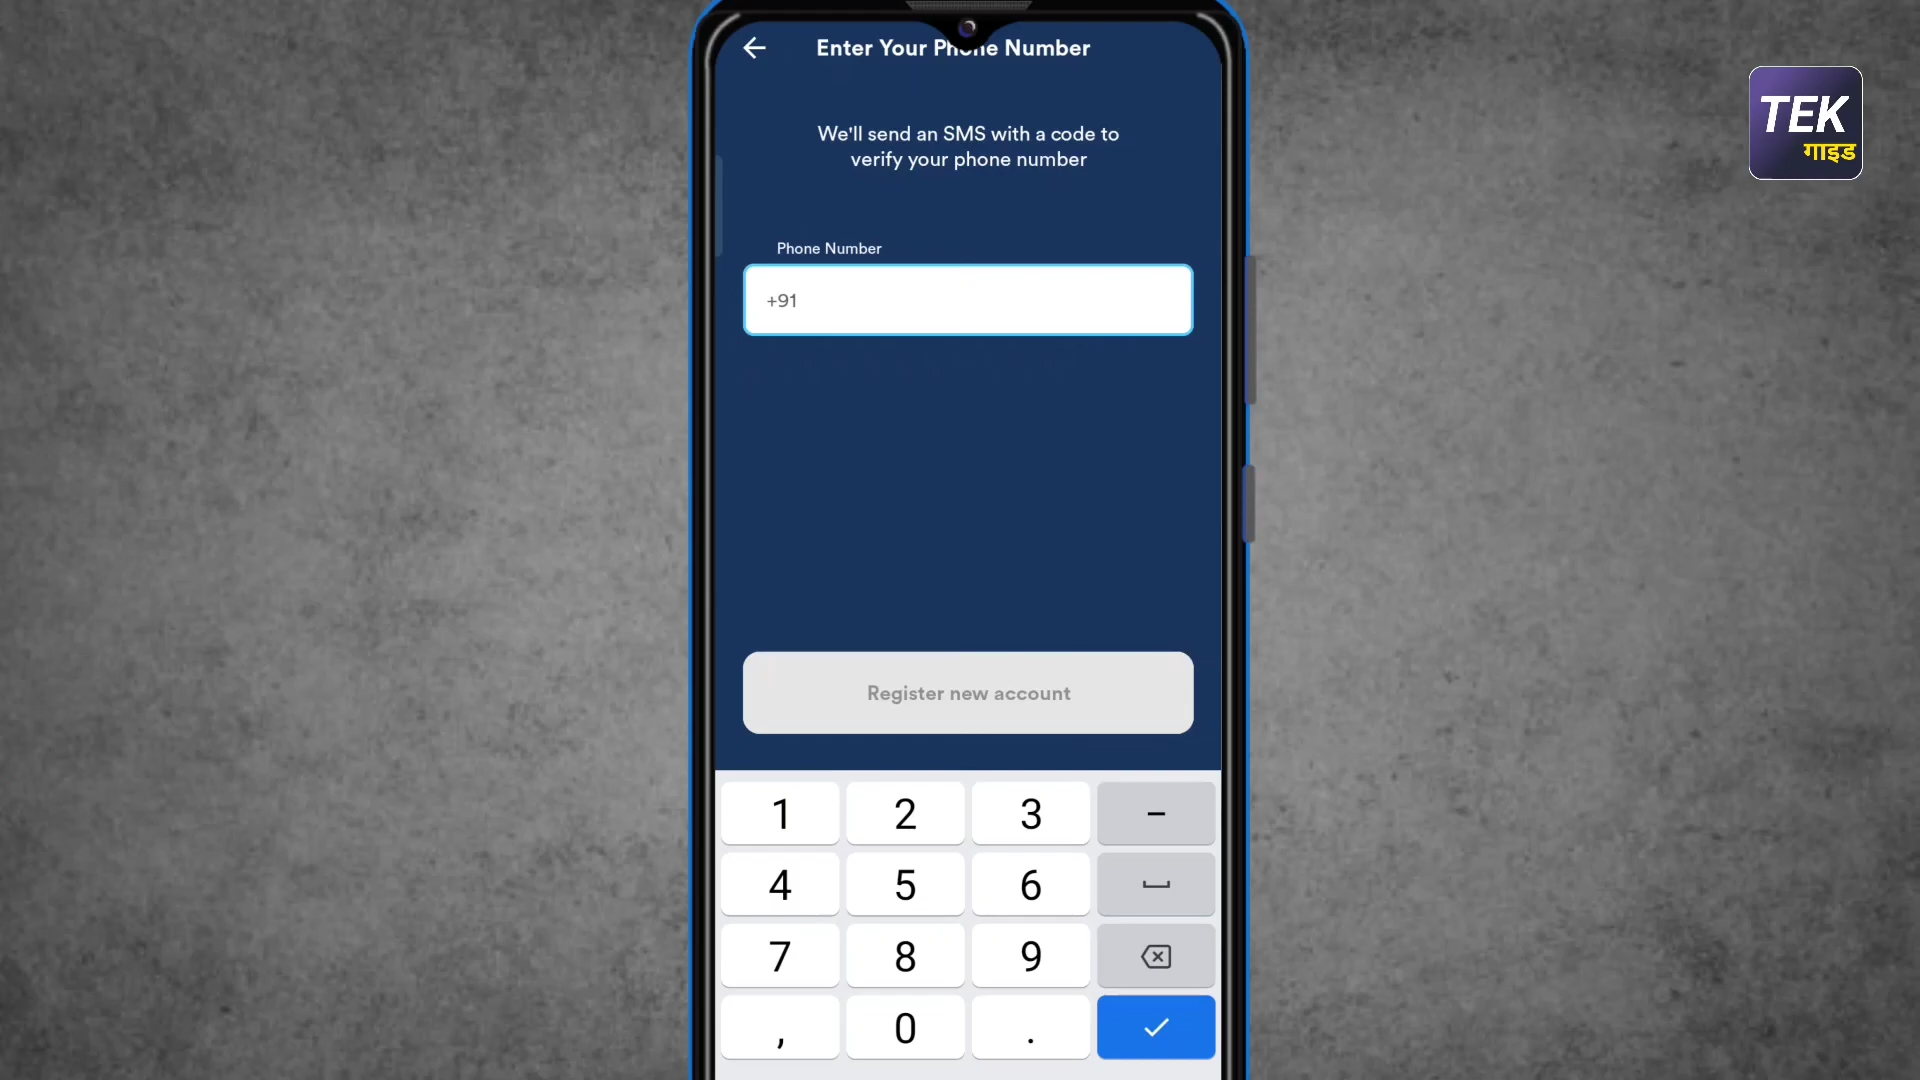 Enter Your Phone Number
We'll send an SMS with a code to
verify your phone number
Phone Number
+91
Register new account
1 2 3 -
4 5 6
7 8 9
, 0 .
TEK
गाइड